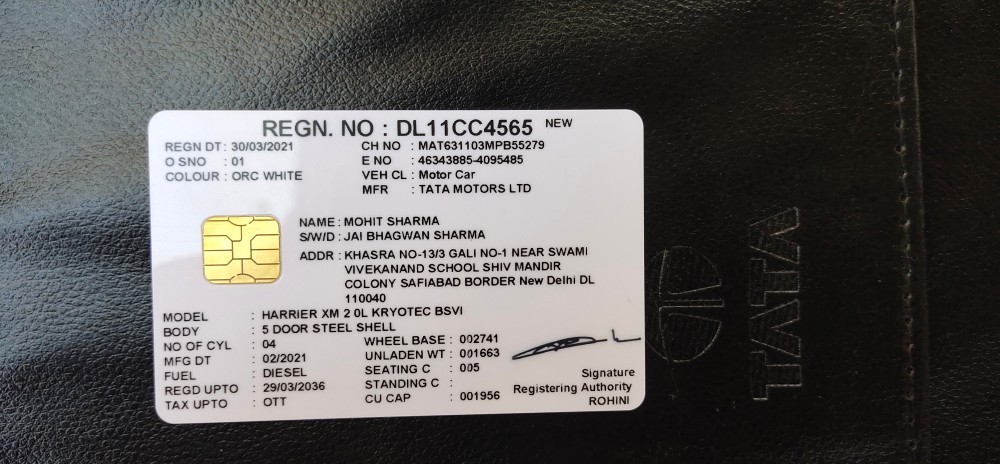 REGN. NO : DL11CC4565 NEW
REGN DT : 30/03/2021 CH NO : MAT631103MPB55279
O SNO : 01 E NO : 46343885-4095485
COLOUR : ORC WHITE VEH CL : Motor Car
MFR : TATA MOTORS LTD
NAME : MOHIT SHARMA
S/W/D : JAI BHAGWAN SHARMA
ADDR : KHASRA NO-13/3 GALI NO-1 NEAR SWAMI
VIVEKANAND SCHOOL SHIV MANDIR
COLONY SAFIABAD BORDER New Delhi DL
110040
MODEL : HARRIER XM 2 0L KRYOTEC BSVI
BODY : 5 DOOR STEEL SHELL
NO OF CYL : 04 WHEEL BASE : 002741
MFG DT : 02/2021 UNLADEN WT : 001663
FUEL : DIESEL SEATING C : 005
REGD UPTO : 29/03/2036 STANDING C :
TAX UPTO : OTT CU CAP : 001956
Signature
Registering Authority
ROHINI
TATA